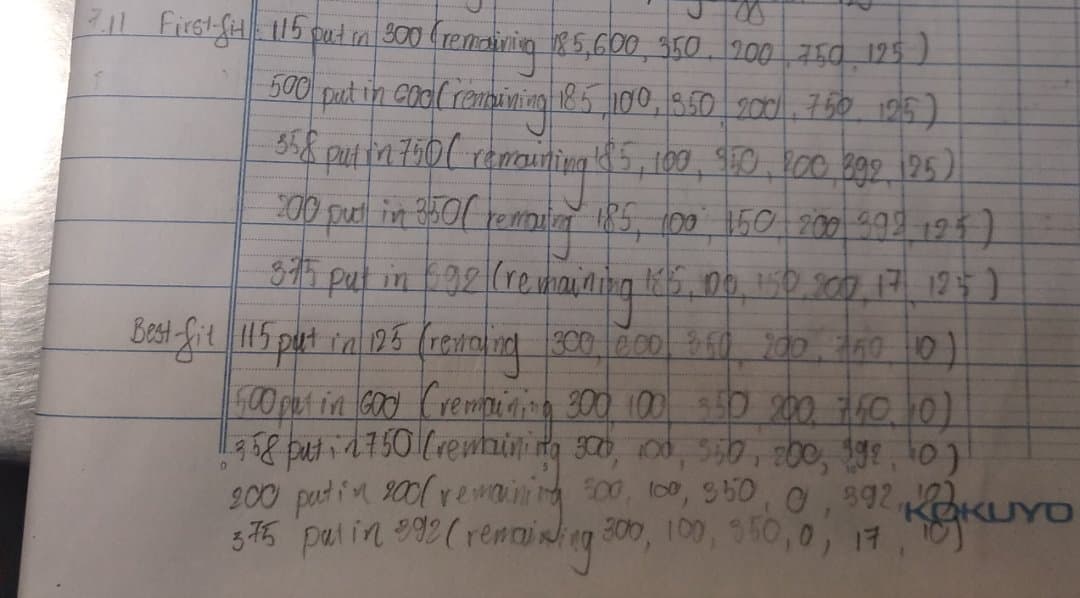 7.11 First-fit: 115 put in 300 (remaining 185, 600, 350, 200, 750, 125)
500 put in 600 (remaining 185, 100, 350, 200, 750, 125)
358 put in 750 (remaining 185, 100, 350, 200, 392, 125)
200 put in 350 (remaing 185, 100, 150, 200, 392, 125)
375 put in 392 (remaining 185, 100, 150, 200, 17, 125)
Best-fit 115 put in 125 (remaing 300, 600, 350, 200, 750, 10)
500 put in 600 (remaining 300, 100, 350, 200, 750, 10)
358 put in 750 (remaining 300, 100, 350, 200, 392, 10)
200 put in 200 (remaining 300, 100, 350, 0, 392, 10)
KOKUYO
375 put in 392 (remaining 300, 100, 350, 0, 17, 10)